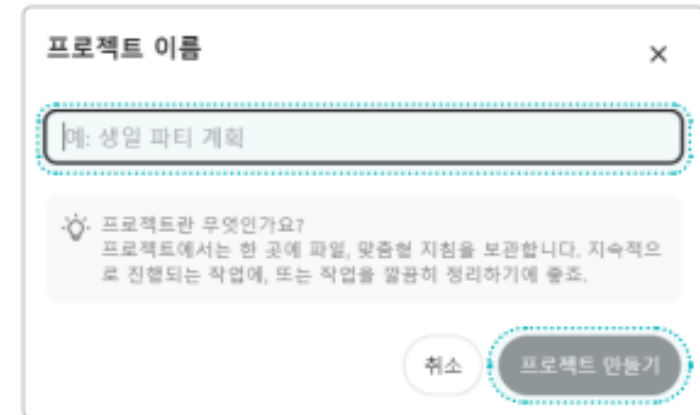 프로젝트 이름
예: 생일 파티 계획
프로젝트란 무엇인가요?
프로젝트에서는 한 곳에 파일, 맞춤형 지침을 보관합니다. 지속적으
로 진행되는 작업에, 또는 작업을 깔끔히 정리하기에 좋죠.
취소
프로젝트 만들기